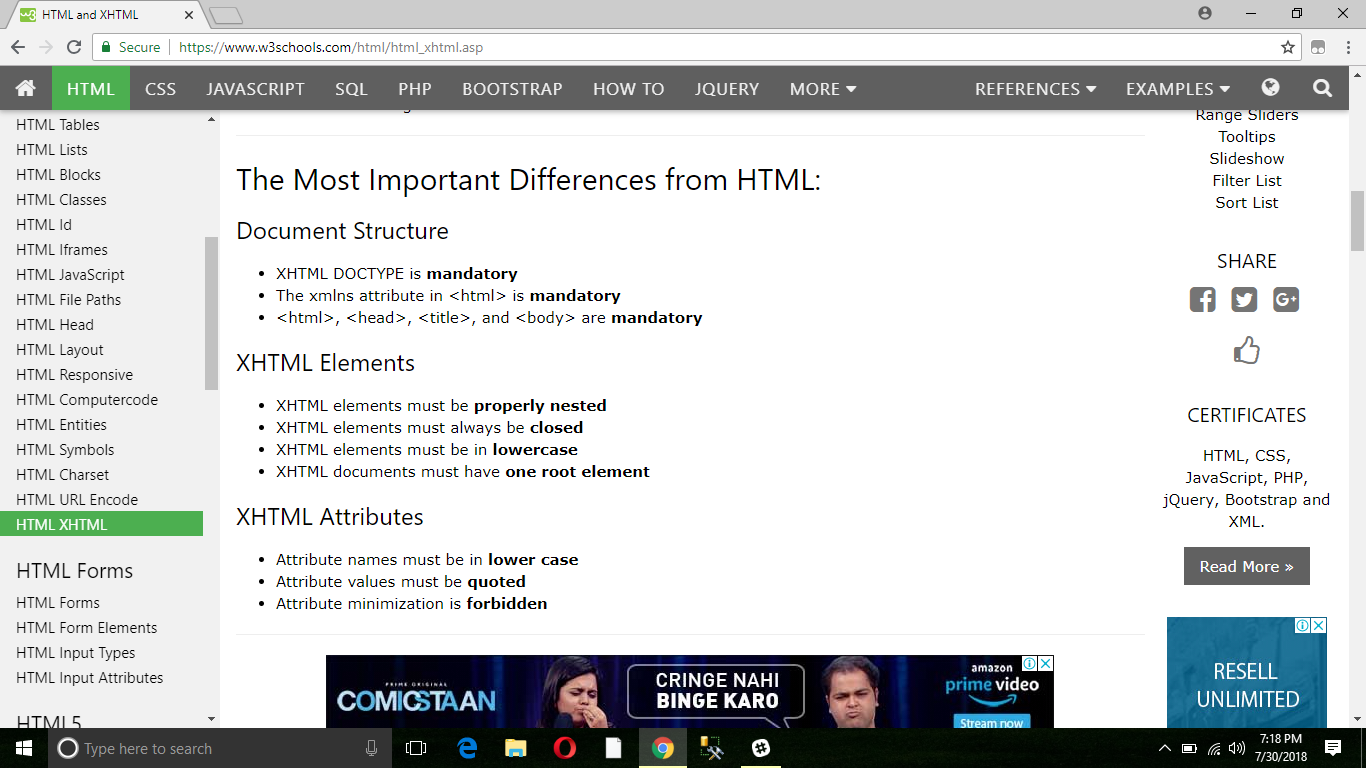 HTML and XHTML
Secure
https://www.w3schools.com/html/html_xhtml.asp
HTML CSS JAVASCRIPT SQL PHP BOOTSTRAP HOW TO JQUERY MORE REFERENCES EXAMPLES
HTML Tables
HTML Lists
HTML Blocks
HTML Classes
HTML Id
HTML Iframes
HTML JavaScript
HTML File Paths
HTML Head
HTML Layout
HTML Responsive
HTML Computercode
HTML Entities
HTML Symbols
HTML Charset
HTML URL Encode
HTML XHTML
HTML Forms
HTML Forms
HTML Form Elements
HTML Input Types
HTML Input Attributes
HTML5
The Most Important Differences from HTML:
Document Structure
• XHTML DOCTYPE is mandatory
• The xmlns attribute in <html> is mandatory
• <html>, <head>, <title>, and <body> are mandatory
XHTML Elements
• XHTML elements must be properly nested
• XHTML elements must always be closed
• XHTML elements must be in lowercase
• XHTML documents must have one root element
XHTML Attributes
• Attribute names must be in lower case
• Attribute values must be quoted
• Attribute minimization is forbidden
PRIME ORIGINAL
COMICSTAAN
CRINGE NAHI
BINGE KARO
amazon
prime video
Stream now
Range Sliders
Tooltips
Slideshow
Filter List
Sort List
SHARE
CERTIFICATES
HTML, CSS,
JavaScript, PHP,
jQuery, Bootstrap and
XML.
Read More »
RESELL
UNLIMITED
Type here to search
7:18 PM
7/30/2018